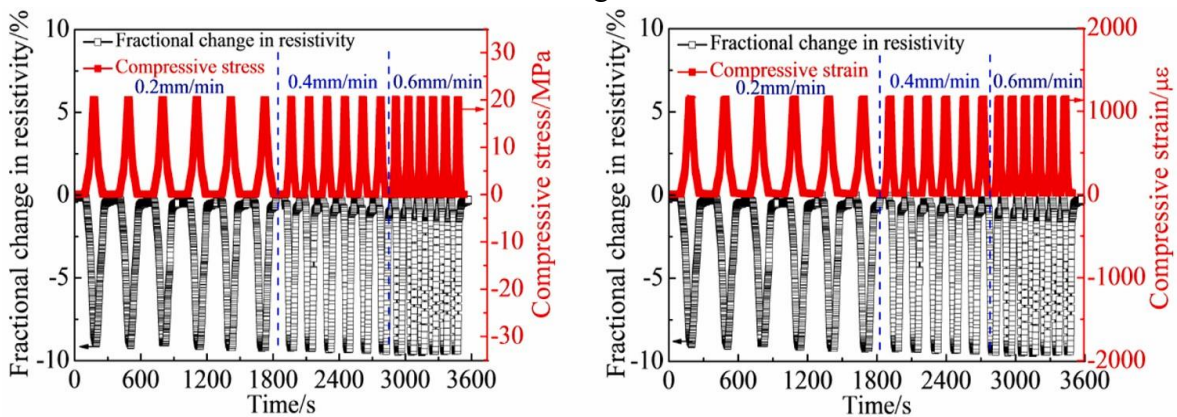 10
5
0
-5
-10
Fractional change in resistivity/%
Fractional change in resistivity
Compressive stress
0.2mm/min
0.4mm/min
0.6mm/min
30
20
10
0
-10
-20
-30
Compressive stress/MPa
0 600 1200 1800 2400 3000 3600
Time/s
10
5
0
-5
-10
Fractional change in resistivity/%
Fractional change in resistivity
Compressive strain
0.2mm/min
0.4mm/min
0.6mm/min
2000
1000
0
-1000
-2000
Compressive strain/με
0 600 1200 1800 2400 3000 3600
Time/s